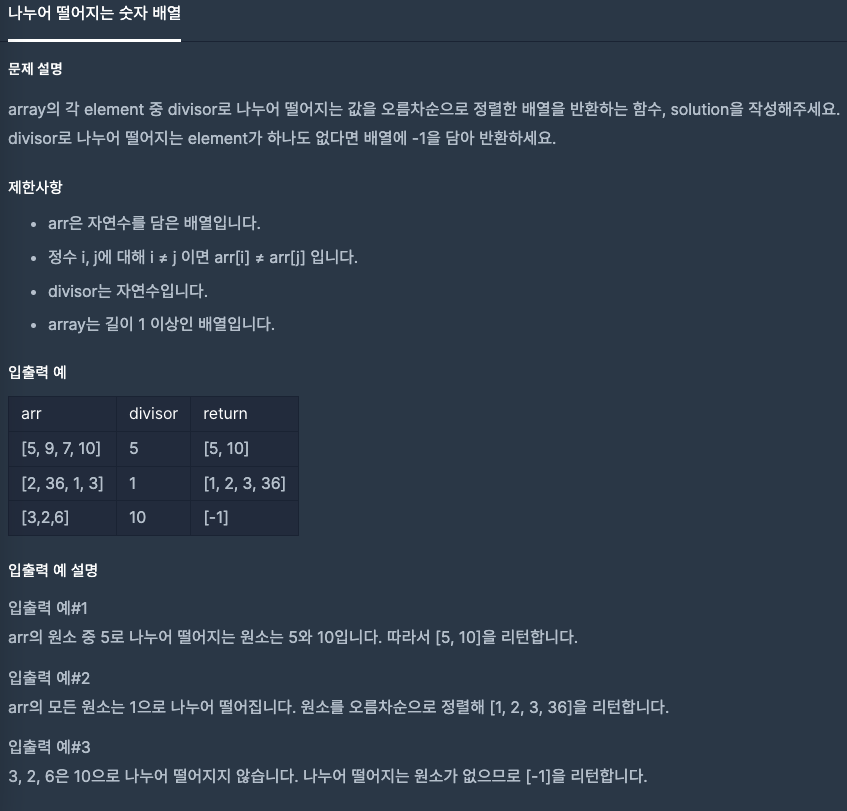 나누어 떨어지는 숫자 배열
문제 설명
array의 각 element 중 divisor로 나누어 떨어지는 값을 오름차순으로 정렬한 배열을 반환하는 함수, solution을 작성해주세요.
divisor로 나누어 떨어지는 element가 하나도 없다면 배열에 -1을 담아 반환하세요.
제한사항
• arr은 자연수를 담은 배열입니다.
• 정수 i, j에 대해 i ≠ j 이면 arr[i] ≠ arr[j] 입니다.
• divisor는 자연수입니다.
• array는 길이 1 이상인 배열입니다.
입출력 예
arr divisor return
[5, 9, 7, 10] 5 [5, 10]
[2, 36, 1, 3] 1 [1, 2, 3, 36]
[3,2,6] 10 [-1]
입출력 예 설명
입출력 예#1
arr의 원소 중 5로 나누어 떨어지는 원소는 5와 10입니다. 따라서 [5, 10]을 리턴합니다.
입출력 예#2
arr의 모든 원소는 1으로 나누어 떨어집니다. 원소를 오름차순으로 정렬해 [1, 2, 3, 36]을 리턴합니다.
입출력 예#3
3, 2, 6은 10으로 나누어 떨어지지 않습니다. 나누어 떨어지는 원소가 없으므로 [-1]을 리턴합니다.